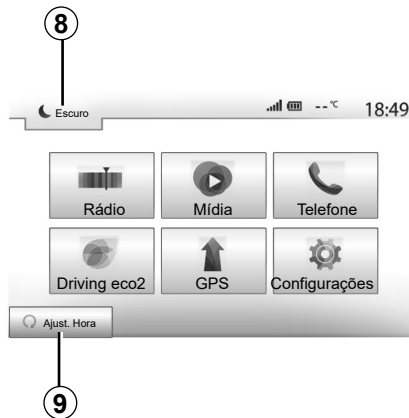 8
Escuro
--°C 18:49
Rádio Mídia Telefone
Driving eco2 GPS Configurações
Ajust. Hora
9